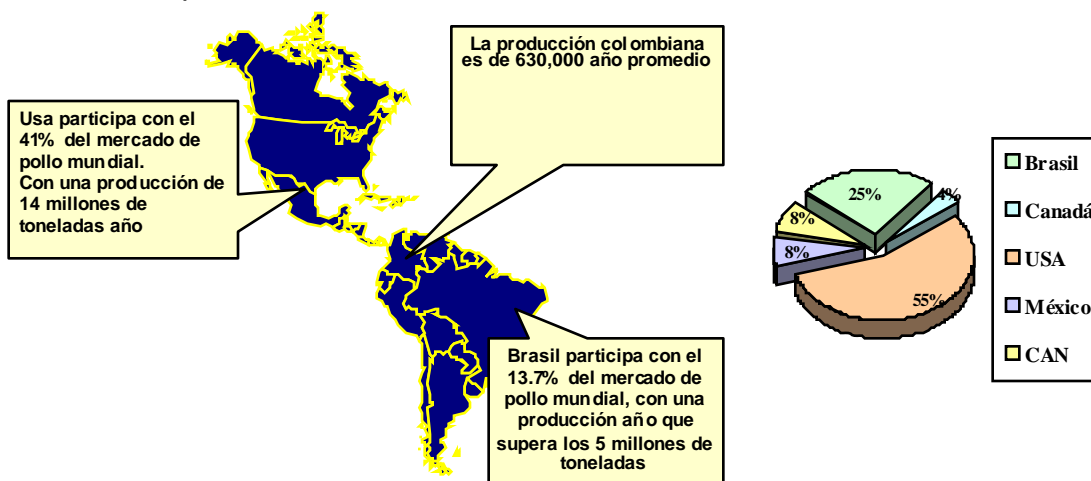 La producción colombiana
es de 630,000 año promedio
Usa participa con el
41% del mercado de
pollo mundial.
Con una producción de
14 millones de
toneladas año
Brasil participa con el
13.7% del mercado de
pollo mundial, con una
producción año que
supera los 5 millones de
toneladas
25%
4%
8%
8%
55%
Brasil
Canadá
USA
México
CAN